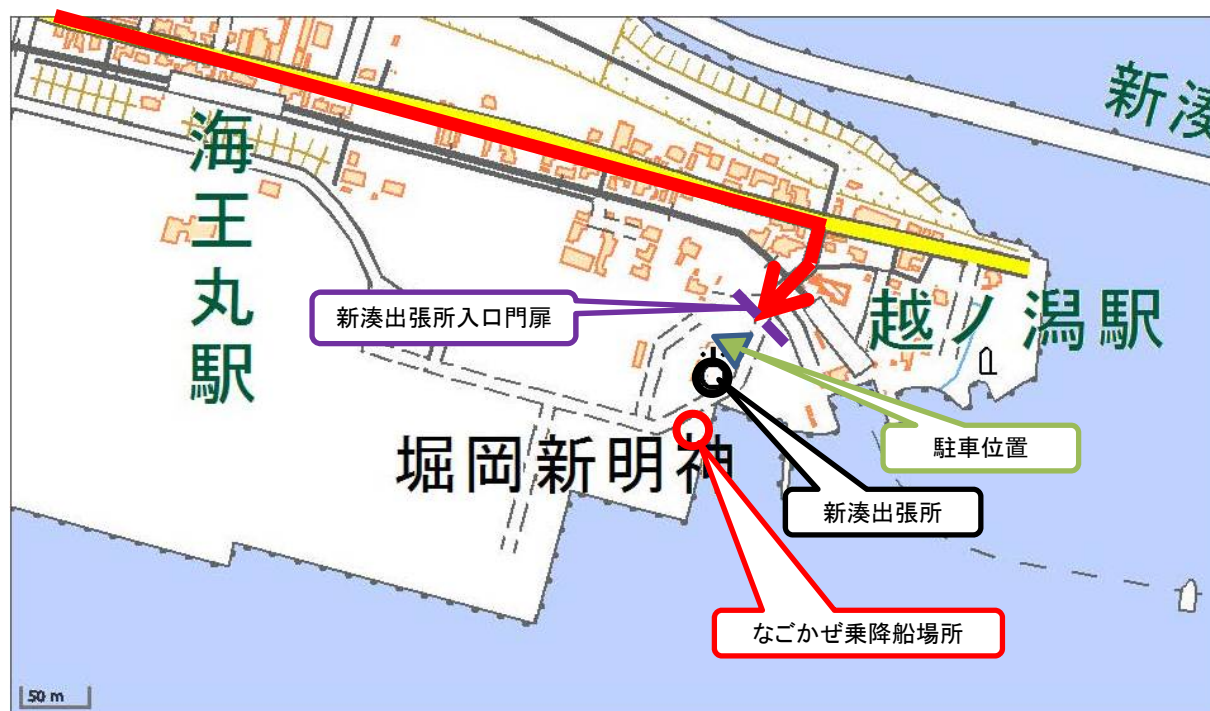 新湊
海王丸駅
新湊出張所入口門扉
越ノ潟駅
駐車位置
堀岡新明神
新湊出張所
なごかぜ乗降船場所
50 m